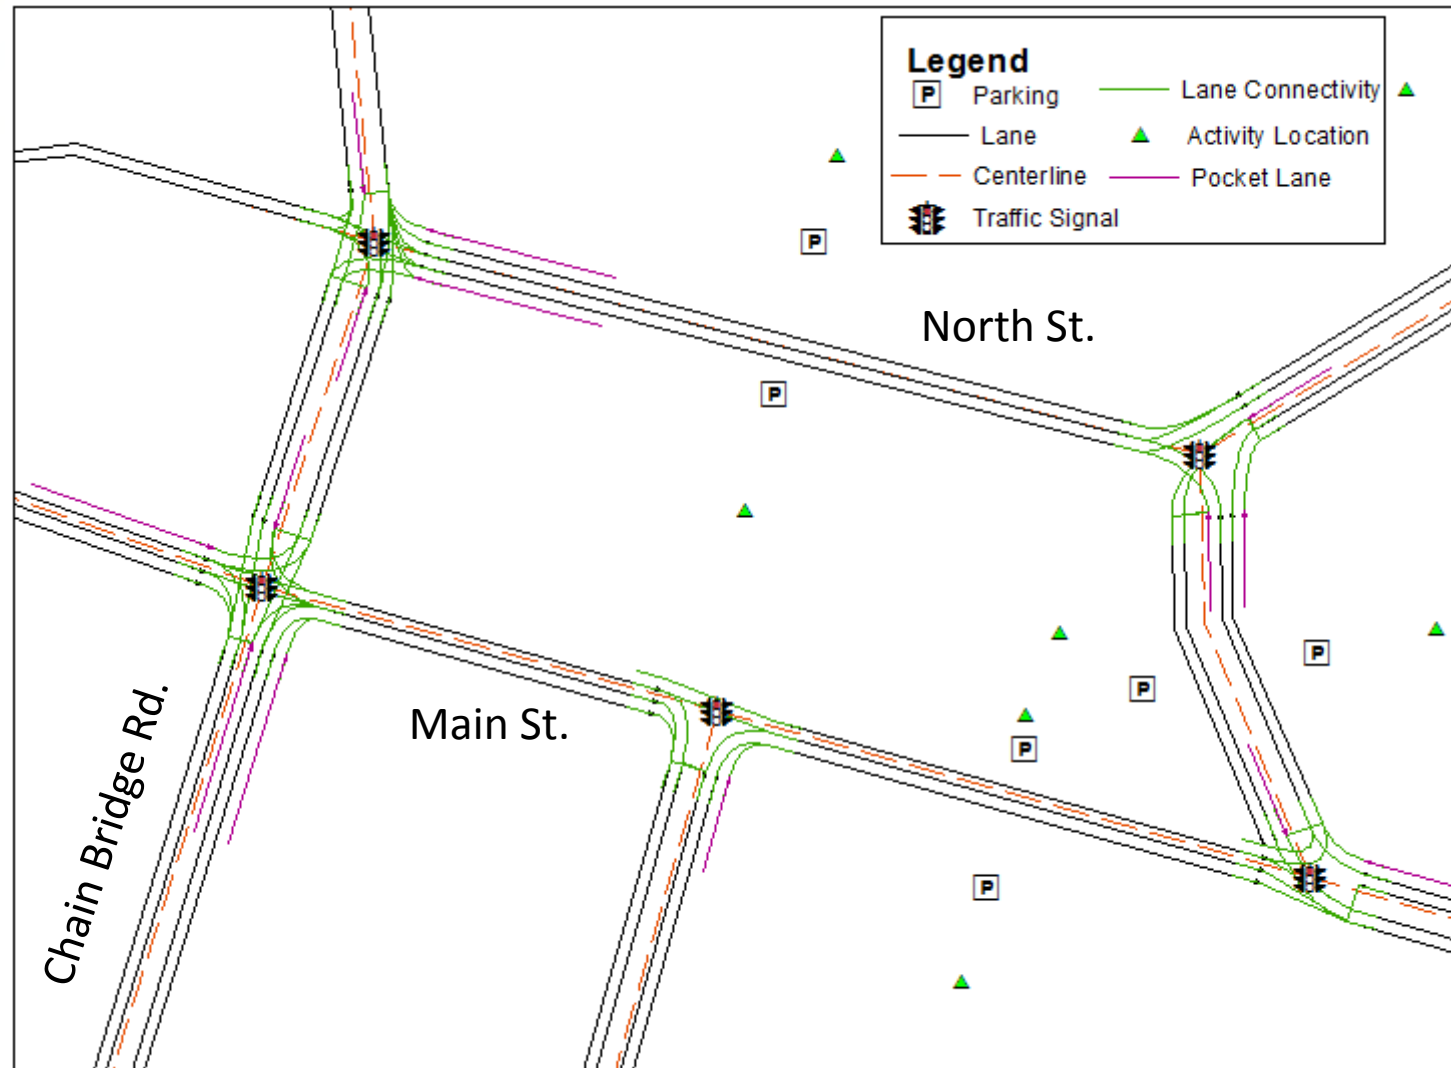 Legend
P Parking
Lane Connectivity
Lane
Activity Location
Centerline
Pocket Lane
Traffic Signal
P
North St.
P
P
P
Main St.
P
Chain Bridge Rd.
P